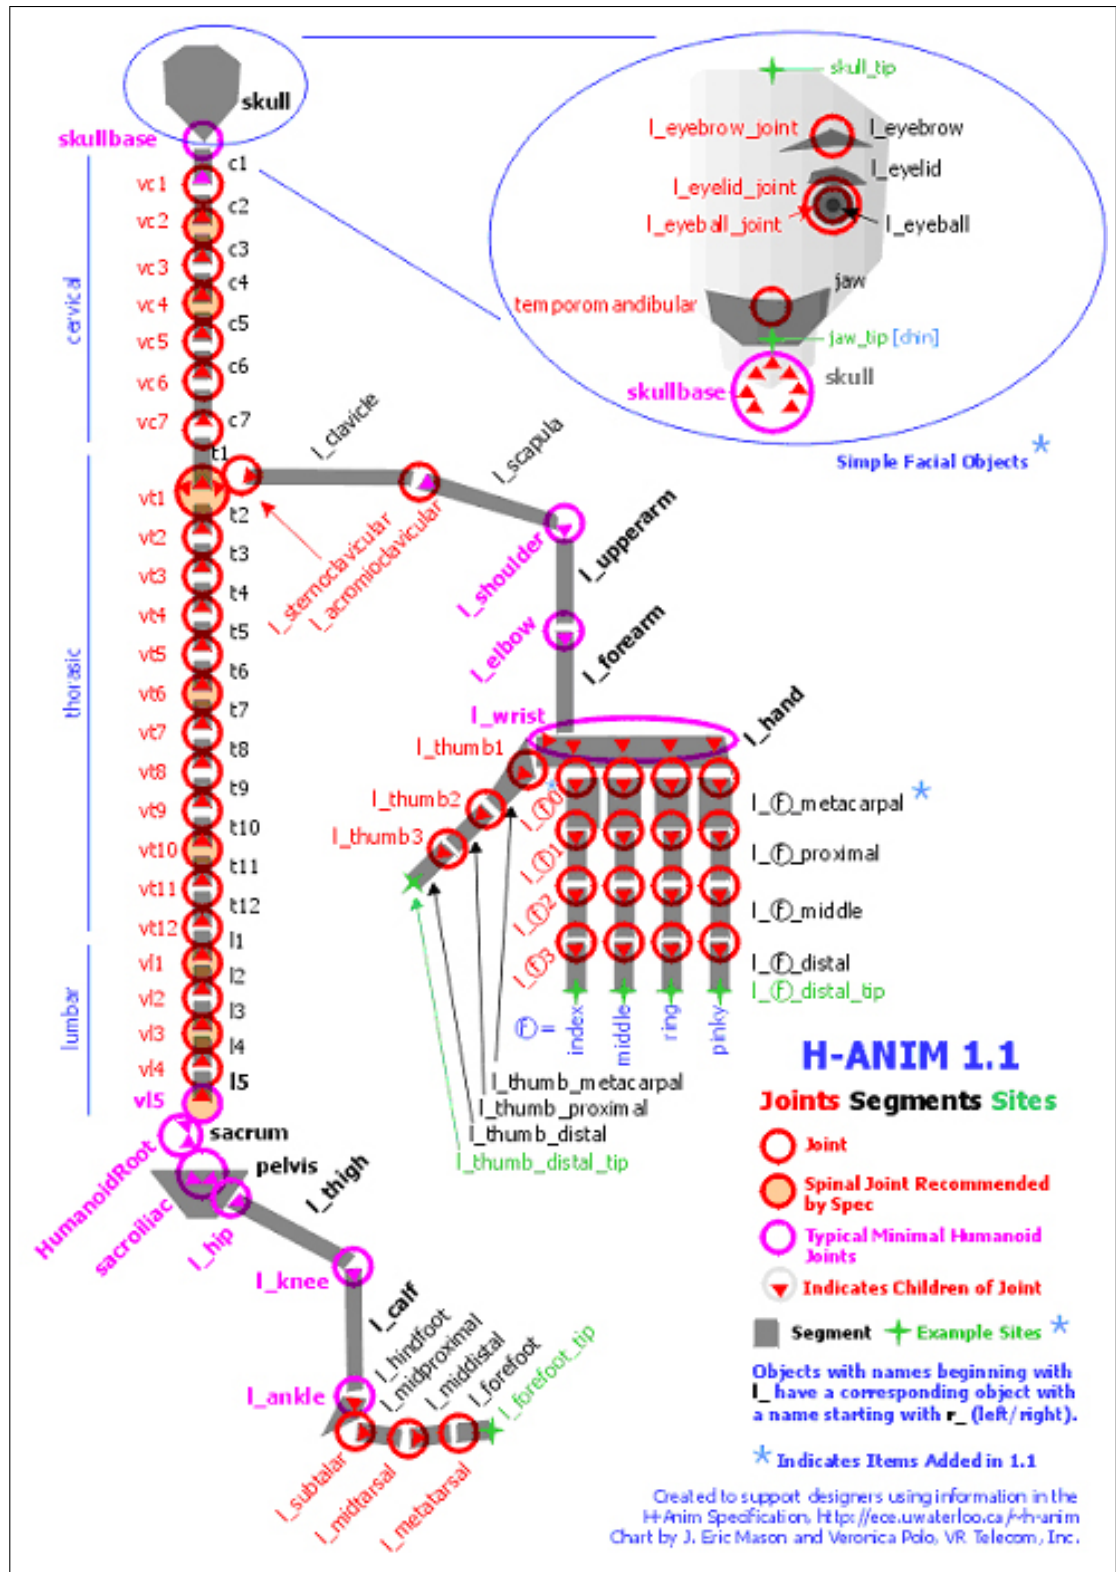 skull
skullbase
c1
vc1
c2
vc2
c3
vc3
c4
vc4
c5
vc5
c6
vc6
c7
vc7
cervical
t1
vt1
t2
vt2
t3
vt3
t4
vt4
t5
vt5
t6
vt6
t7
vt7
t8
vt8
t9
vt9
t10
vt10
t11
vt11
t12
vt12
thorasic
l1
vl1
l2
vl2
l3
vl3
l4
vl4
l5
vl5
lumbar
sacrum
HumanoidRoot
pelvis
sacroiliac
l_hip
l_thigh
l_knee
l_calf
l_ankle
l_hindfoot
l_midproximal
l_middistal
l_forefoot
l_forefoot_tip
l_subtalar
l_midtarsal
l_metatarsal
l_clavicle
l_scapula
l_sternoclavicular
l_acromioclavicular
l_shoulder
l_upperarm
l_elbow
l_forearm
l_wrist
l_hand
l_thumb1
l_thumb2
l_thumb3
l_Ⓕ0
l_Ⓕ1
l_Ⓕ2
l_Ⓕ3
l_Ⓕ_metacarpal *
l_Ⓕ_proximal
l_Ⓕ_middle
l_Ⓕ_distal
l_Ⓕ_distal_tip
Ⓕ = index middle ring pinky
l_thumb_metacarpal
l_thumb_proximal
l_thumb_distal
l_thumb_distal_tip
skull_tip
l_eyebrow_joint
l_eyebrow
l_eyelid
l_eyelid_joint
l_eyeball_joint
l_eyeball
jaw
temporomandibular
jaw_tip [chin]
skull
skullbase
Simple Facial Objects *
H-ANIM 1.1
Joints Segments Sites
Joint
Spinal Joint Recommended
by Spec
Typical Minimal Humanoid
Joints
Indicates Children of Joint
Segment Example Sites *
Objects with names beginning with
l_ have a corresponding object with
a name starting with r_ (left/right).
* Indicates Items Added in 1.1
Created to support designers using information in the
H-Anim Specification, http://ece.uwaterloo.ca/~h-anim
Chart by J. Eric Mason and Veronica Polo, VR Telecom, Inc.